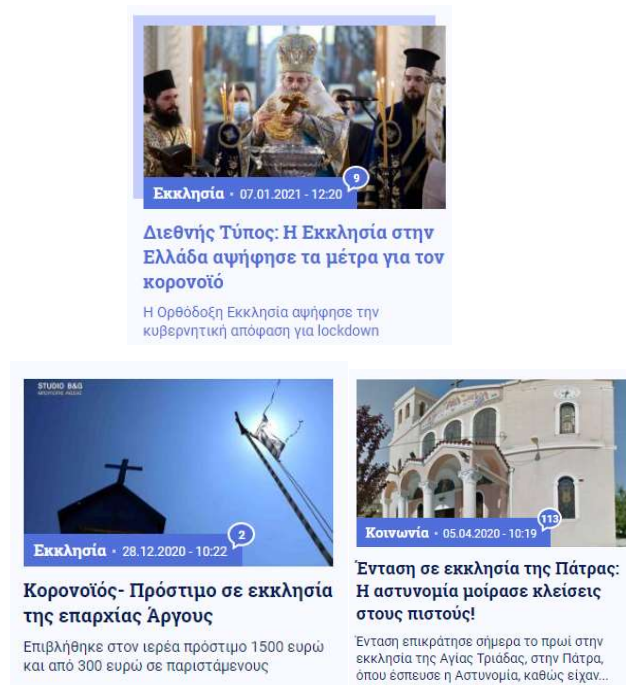 9
Εκκλησία • 07.01.2021 - 12:20
Διεθνής Τύπος: Η Εκκλησία στην
Ελλάδα αψήφησε τα μέτρα για τον
κορονοϊό
Η Ορθόδοξη Εκκλησία αψήφησε την
κυβερνητική απόφαση για lockdown
STUDIO B&G
2
Εκκλησία • 28.12.2020 - 10:22
Κορονοϊός- Πρόστιμο σε εκκλησία
της επαρχίας Άργους
Επιβλήθηκε στον ιερέα πρόστιμο 1500 ευρώ
και από 300 ευρώ σε παριστάμενους
113
Κοινωνία • 05.04.2020 - 10:19
Ένταση σε εκκλησία της Πάτρας:
Η αστυνομία μοίρασε κλείσεις
στους πιστούς!
Ένταση επικράτησε σήμερα το πρωί στην
εκκλησία της Αγίας Τριάδας, στην Πάτρα,
όπου έσπευσε η Αστυνομία, καθώς είχαν...